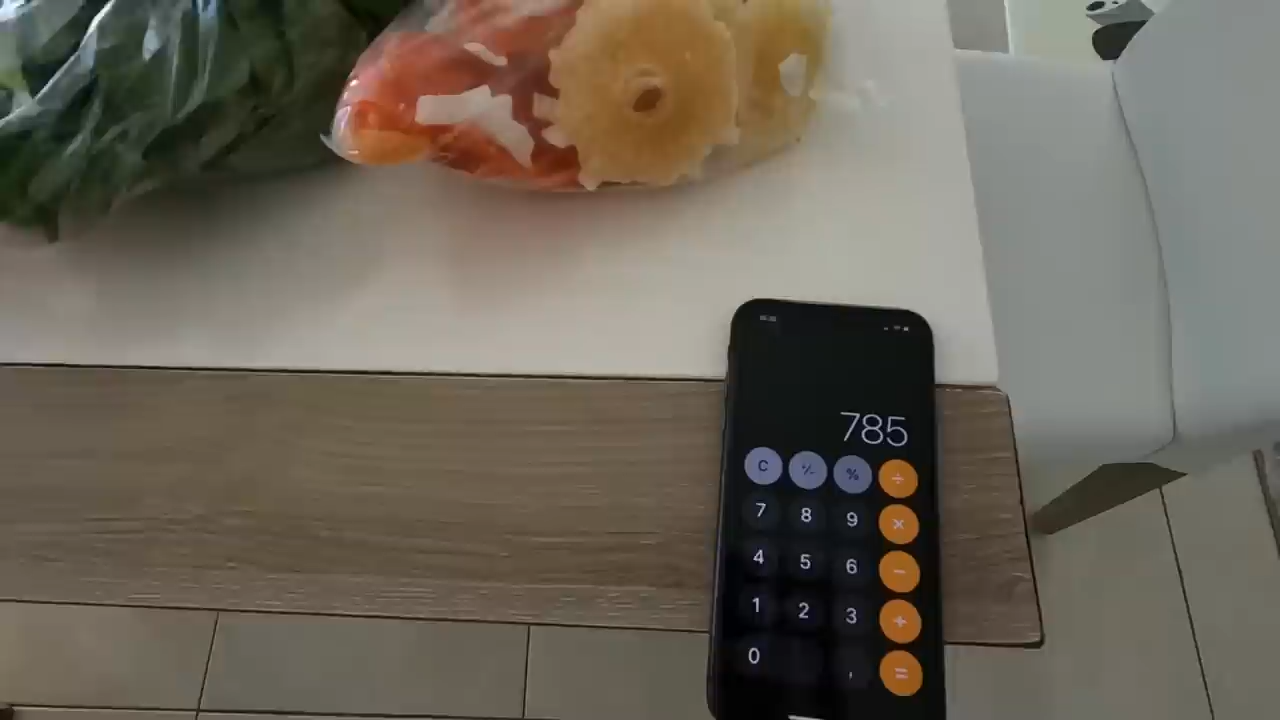 785
C ⁺∕₋ % ÷
7 8 9 ×
4 5 6 −
1 2 3 +
0 , =